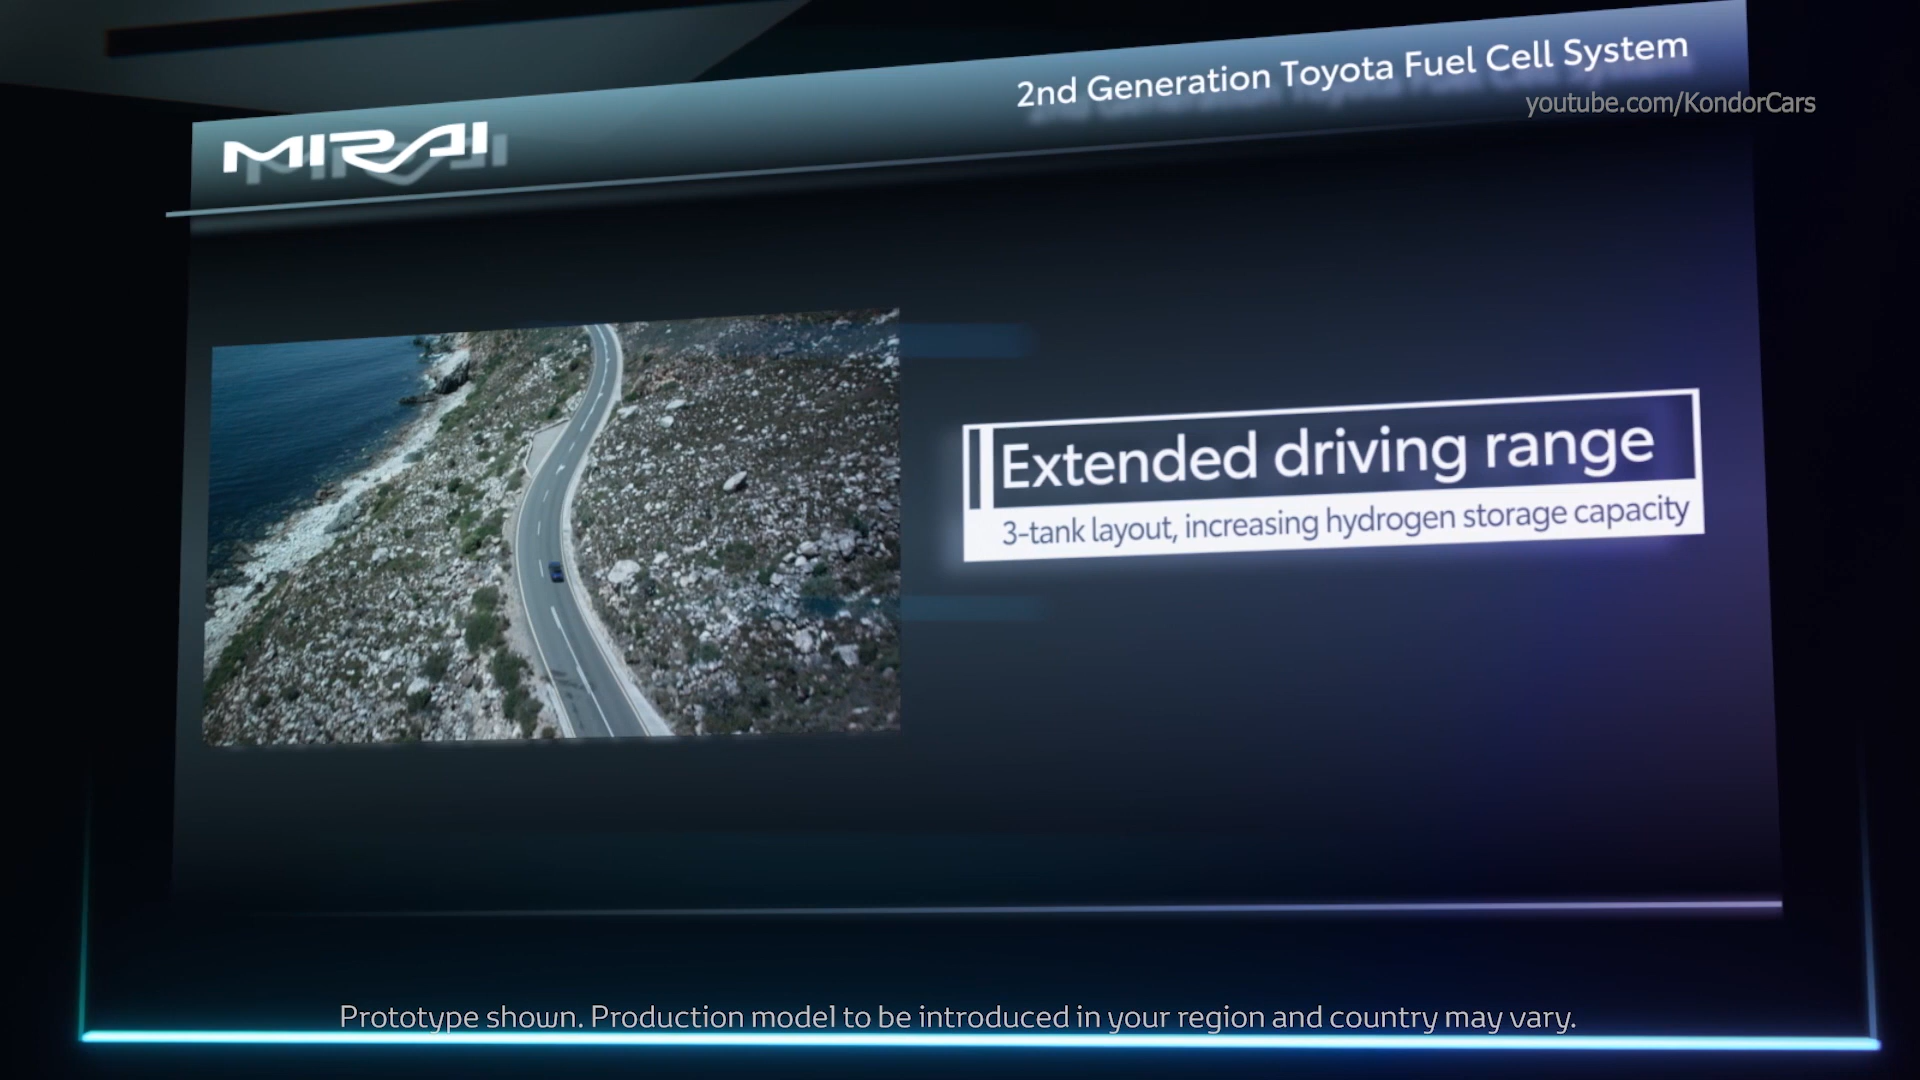 2nd Generation Toyota Fuel Cell System
youtube.com/KondorCars
MIRAI
Extended driving range
3-tank layout, increasing hydrogen storage capacity
Prototype shown. Production model to be introduced in your region and country may vary.